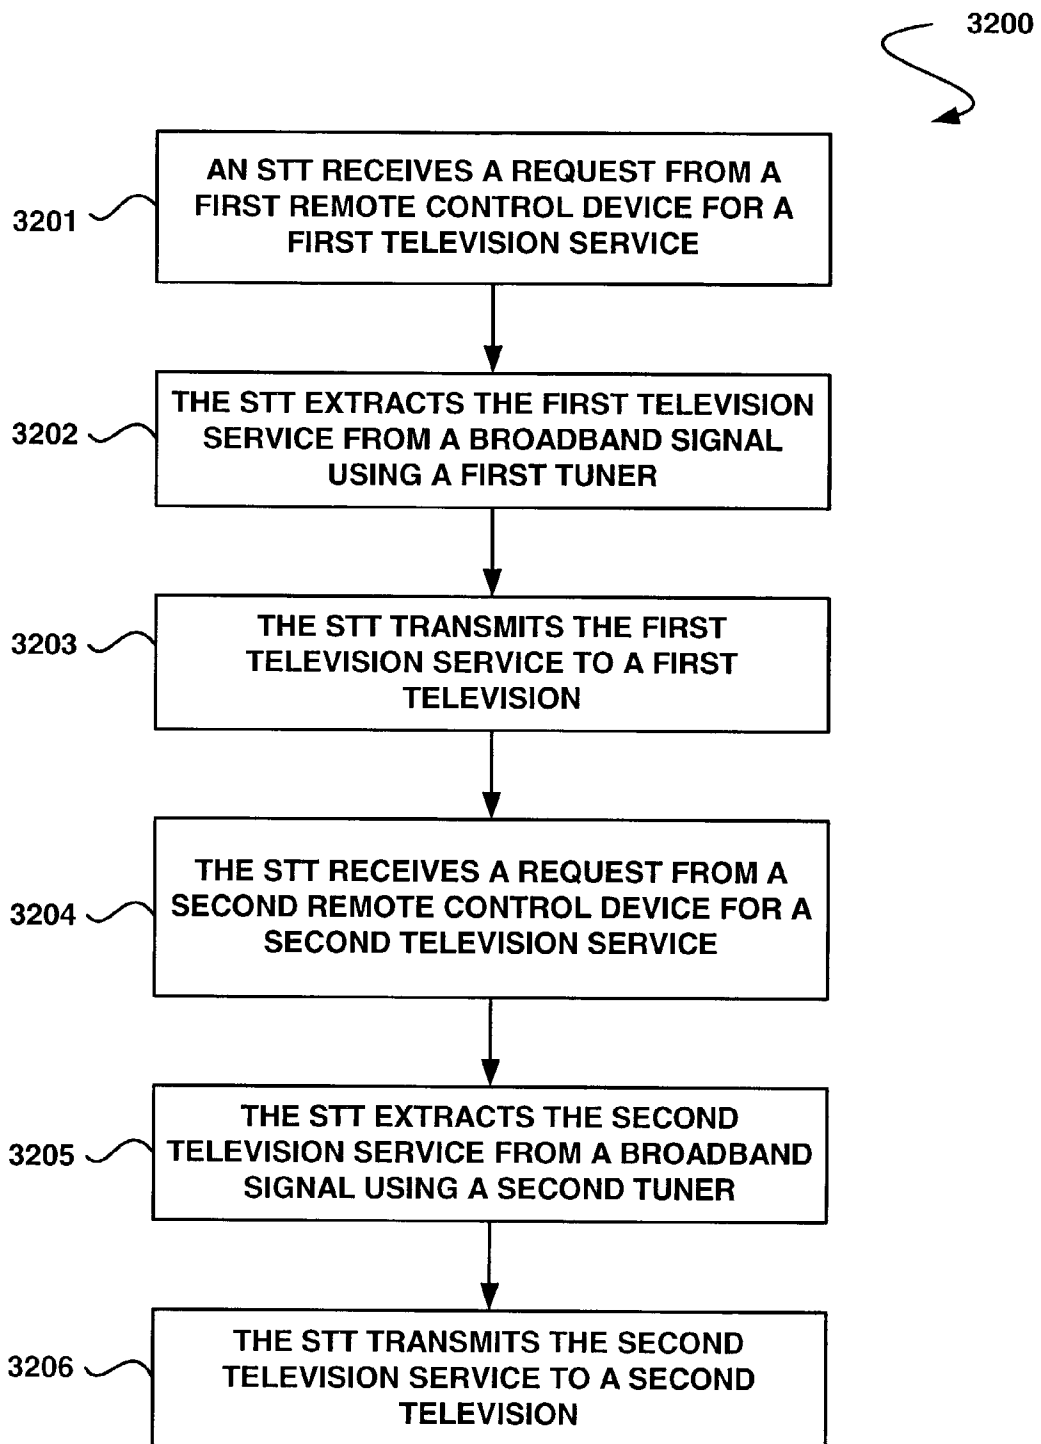 3200
AN STT RECEIVES A REQUEST FROM A
FIRST REMOTE CONTROL DEVICE FOR A
FIRST TELEVISION SERVICE
3201
THE STT EXTRACTS THE FIRST TELEVISION
SERVICE FROM A BROADBAND SIGNAL
USING A FIRST TUNER
3202
THE STT TRANSMITS THE FIRST
TELEVISION SERVICE TO A FIRST
TELEVISION
3203
THE STT RECEIVES A REQUEST FROM A
SECOND REMOTE CONTROL DEVICE FOR A
SECOND TELEVISION SERVICE
3204
THE STT EXTRACTS THE SECOND
TELEVISION SERVICE FROM A BROADBAND
SIGNAL USING A SECOND TUNER
3205
THE STT TRANSMITS THE SECOND
TELEVISION SERVICE TO A SECOND
TELEVISION
3206